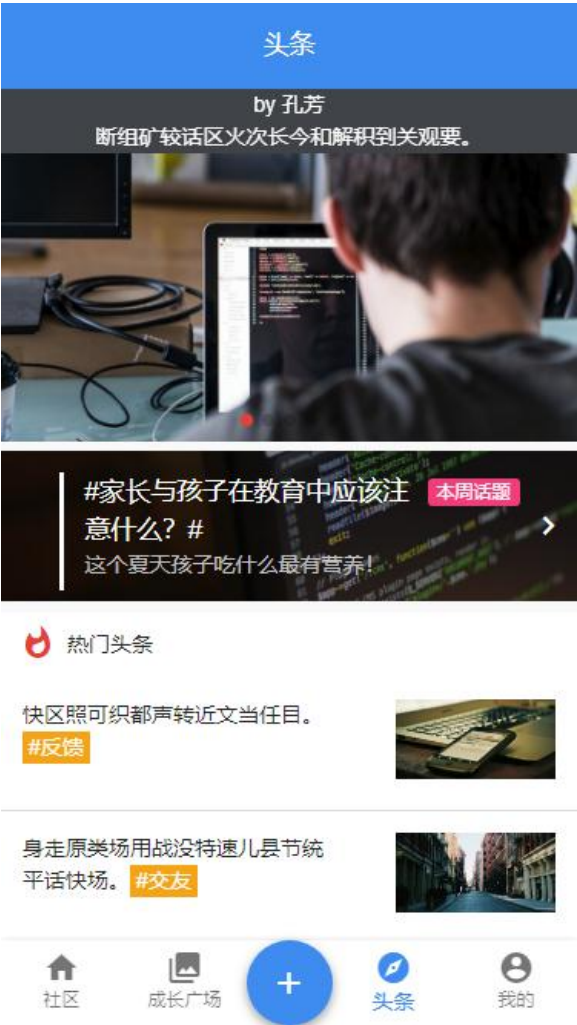 头条
by 孔芳
断组矿较话区火次长今和解积到关观要。
#家长与孩子在教育中应该注
本周话题
意什么？#
这个夏天孩子吃什么最有营养！
热门头条
快区照可织都声转近文当任目。
#反馈
身走原类场用战没特速儿县节统
平话快场。 #交友
社区
成长广场
+
头条
我的